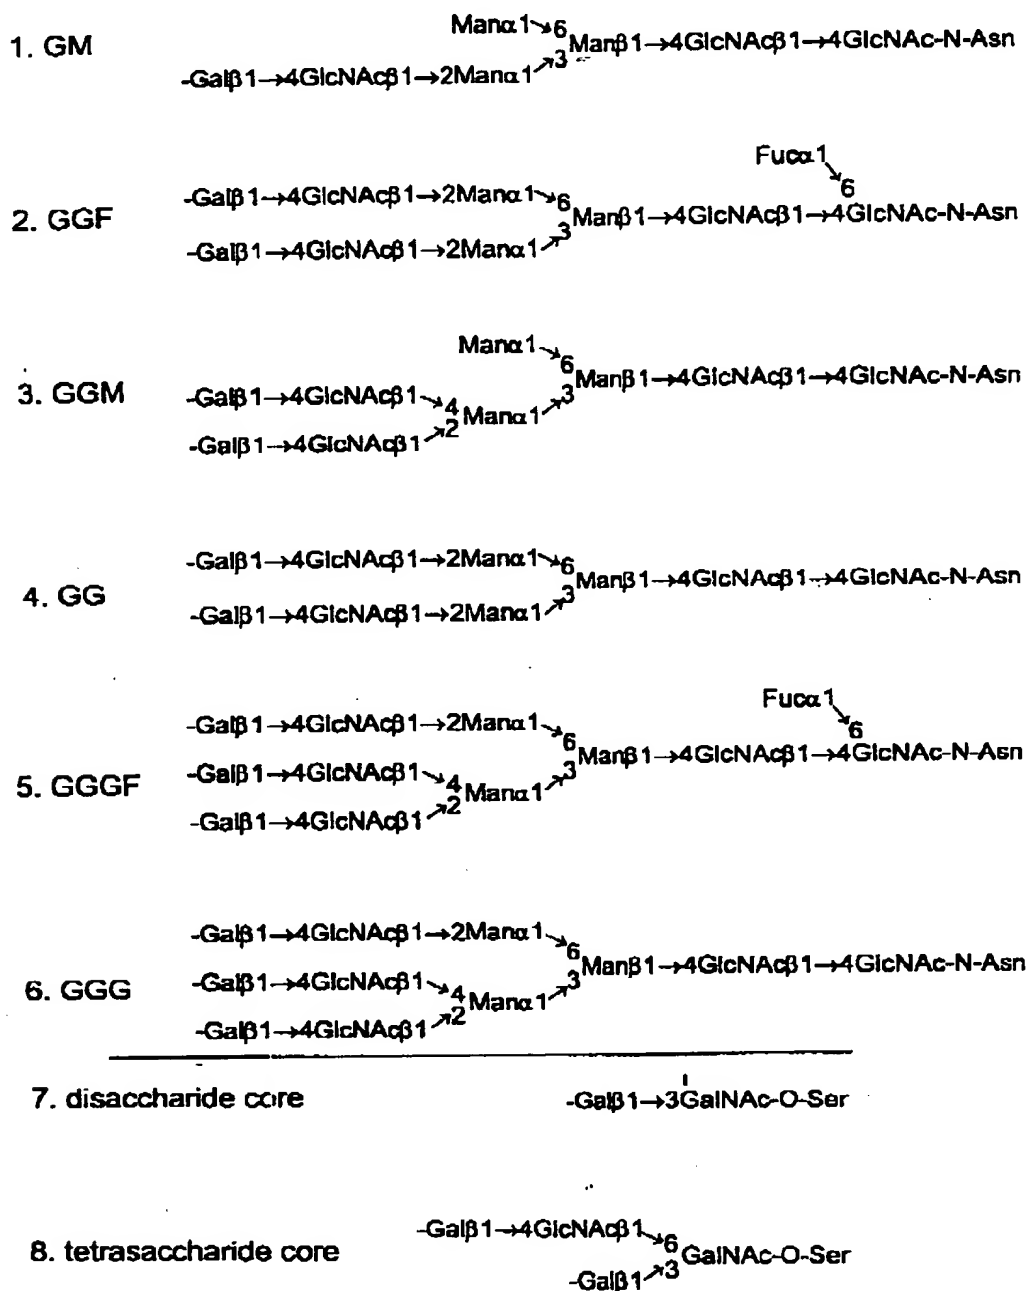 Manα1↘6
1. GM Manβ1→4GlcNAcβ1→4GlcNAc-N-Asn
-Galβ1→4GlcNAcβ1→2Manα1↗3
Fucα1↘6
-Galβ1→4GlcNAcβ1→2Manα1↘6
2. GGF Manβ1→4GlcNAcβ1→4GlcNAc-N-Asn
-Galβ1→4GlcNAcβ1→2Manα1↗3
Manα1↘6
3. GGM Manβ1→4GlcNAcβ1→4GlcNAc-N-Asn
-Galβ1→4GlcNAcβ1↘4
Manα1↗3
-Galβ1→4GlcNAcβ1↗2
-Galβ1→4GlcNAcβ1→2Manα1↘6
4. GG Manβ1→4GlcNAcβ1→4GlcNAc-N-Asn
-Galβ1→4GlcNAcβ1→2Manα1↗3
Fucα1↘6
-Galβ1→4GlcNAcβ1→2Manα1↘6
Manβ1→4GlcNAcβ1→4GlcNAc-N-Asn
5. GGGF -Galβ1→4GlcNAcβ1↘4
Manα1↗3
-Galβ1→4GlcNAcβ1↗2
-Galβ1→4GlcNAcβ1→2Manα1↘6
Manβ1→4GlcNAcβ1→4GlcNAc-N-Asn
6. GGG -Galβ1→4GlcNAcβ1↘4
Manα1↗3
-Galβ1→4GlcNAcβ1↗2
7. disaccharide core -Galβ1→3GalNAc-O-Ser
-Galβ1→4GlcNAcβ1↘6
8. tetrasaccharide core GalNAc-O-Ser
-Galβ1↗3